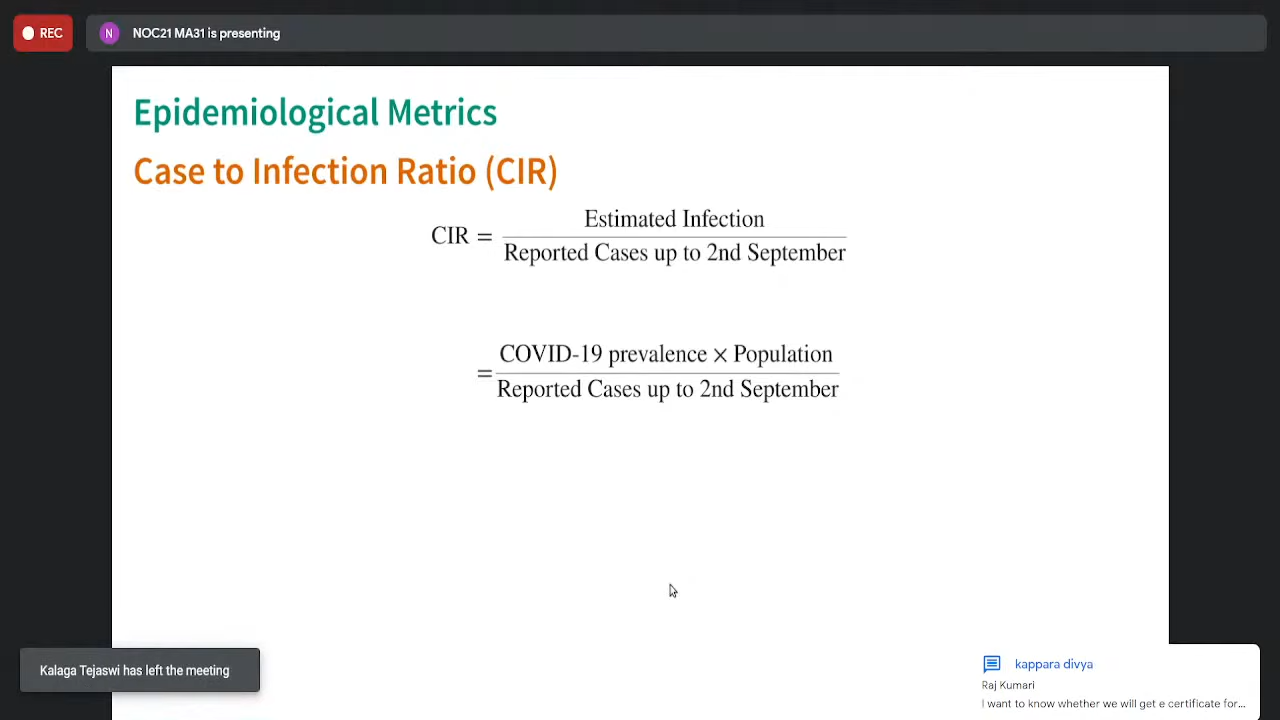 REC
N
NOC21 MA31 is presenting
Epidemiological Metrics
Case to Infection Ratio (CIR)
CIR = Estimated Infection
Reported Cases up to 2nd September
= COVID-19 prevalence × Population
Reported Cases up to 2nd September
Kalaga Tejaswi has left the meeting
kappara divya
Raj Kumari
I want to know whether we will get e certificate for...